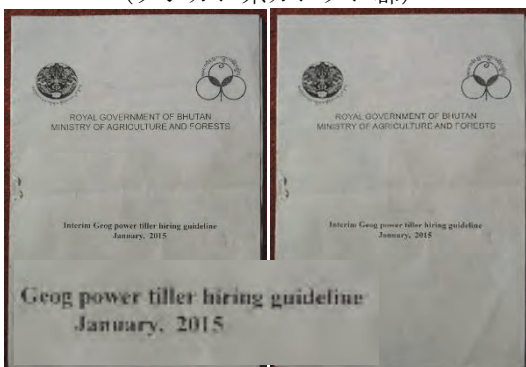 ROYAL GOVERNMENT OF BHUTAN
MINISTRY OF AGRICULTURE AND FORESTS
Interim Geog power tiller hiring guideline
January, 2015
Geog power tiller hiring guideline
January, 2015
ROYAL GOVERNMENT OF BHUTAN
MINISTRY OF AGRICULTURE AND FORESTS
Interim Geog power tiller hiring guideline
January, 2015